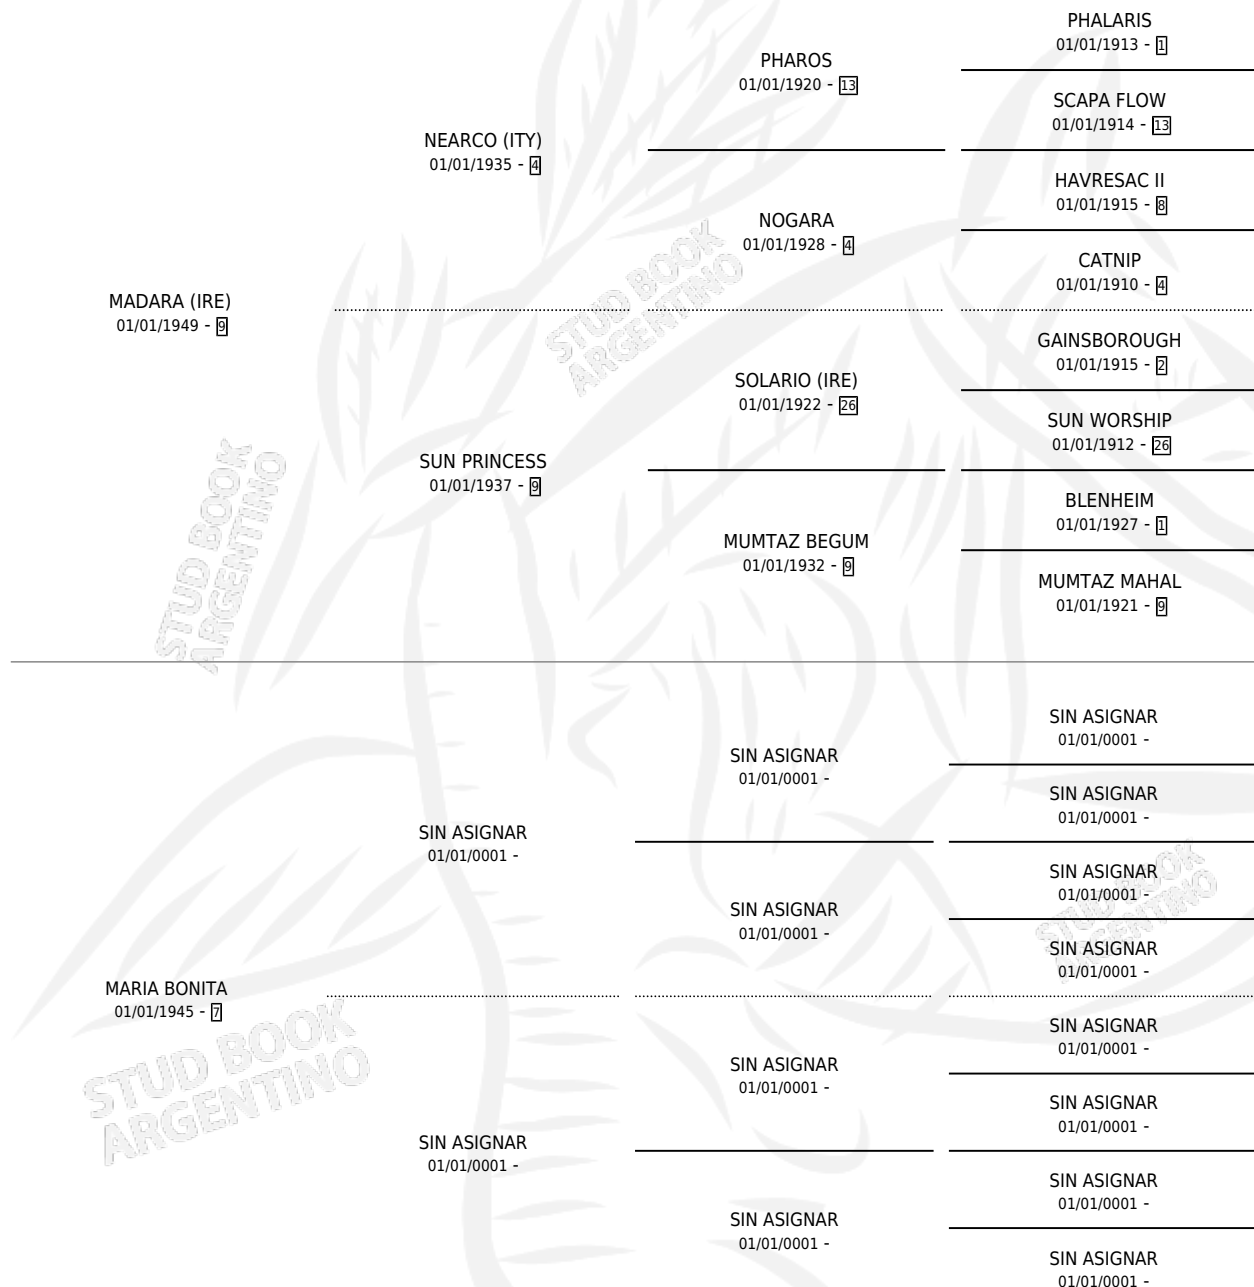 PHALARIS
01/01/1913 - 1
PHAROS
01/01/1920 - 13
SCAPA FLOW
01/01/1914 - 13
NEARCO (ITY)
01/01/1935 - 4
HAVRESAC II
01/01/1915 - 8
NOGARA
01/01/1928 - 4
CATNIP
01/01/1910 - 4
MADARA (IRE)
01/01/1949 - 9
GAINSBOROUGH
01/01/1915 - 2
SOLARIO (IRE)
01/01/1922 - 26
SUN WORSHIP
01/01/1912 - 26
SUN PRINCESS
01/01/1937 - 9
BLENHEIM
01/01/1927 - 1
MUMTAZ BEGUM
01/01/1932 - 9
MUMTAZ MAHAL
01/01/1921 - 9
STUD BOOK
ARGENTINO
STUD BOOK
ARGENTINO
SIN ASIGNAR
01/01/0001 -
SIN ASIGNAR
01/01/0001 -
SIN ASIGNAR
01/01/0001 -
SIN ASIGNAR
01/01/0001 -
SIN ASIGNAR
01/01/0001 -
SIN ASIGNAR
01/01/0001 -
SIN ASIGNAR
01/01/0001 -
MARIA BONITA
01/01/1945 - 7
SIN ASIGNAR
01/01/0001 -
SIN ASIGNAR
01/01/0001 -
SIN ASIGNAR
01/01/0001 -
SIN ASIGNAR
01/01/0001 -
SIN ASIGNAR
01/01/0001 -
SIN ASIGNAR
01/01/0001 -
SIN ASIGNAR
01/01/0001 -
STUD BOOK
ARGENTINO
STUD BOOK
ARGENTINO